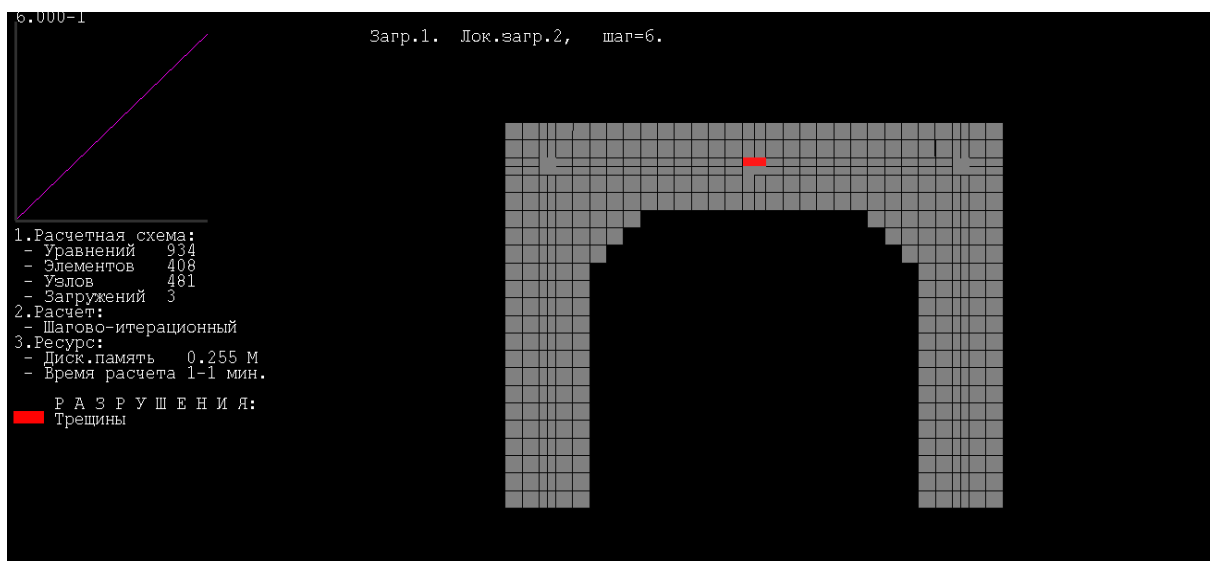 6.000-1
Загр.1. Лок.загр.2, шаг=6.
1.Расчетная схема:
- Уравнений 934
- Элементов 408
- Узлов 481
- Загружений 3
2.Расчет:
- Шагово-итерационный
3.Ресурс:
- Диск.память 0.255 М
- Время расчета 1-1 мин.
Р А З Р У Ш Е Н И Я:
Трещины